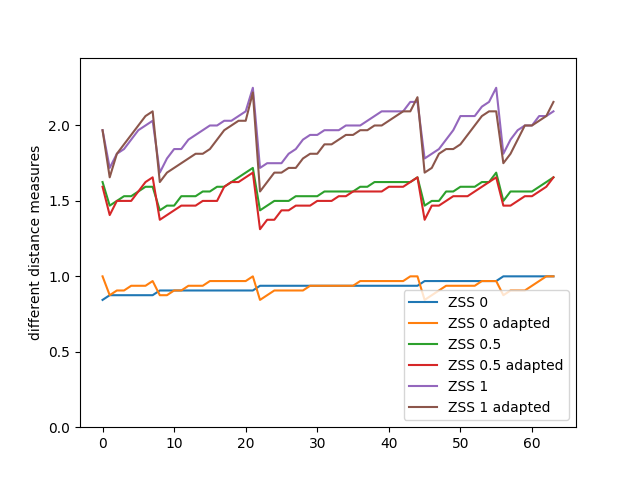 different distance measures
2.0
1.5
1.0
0.5
0.0
0
10
20
30
40
50
60
ZSS 0
ZSS 0 adapted
ZSS 0.5
ZSS 0.5 adapted
ZSS 1
ZSS 1 adapted